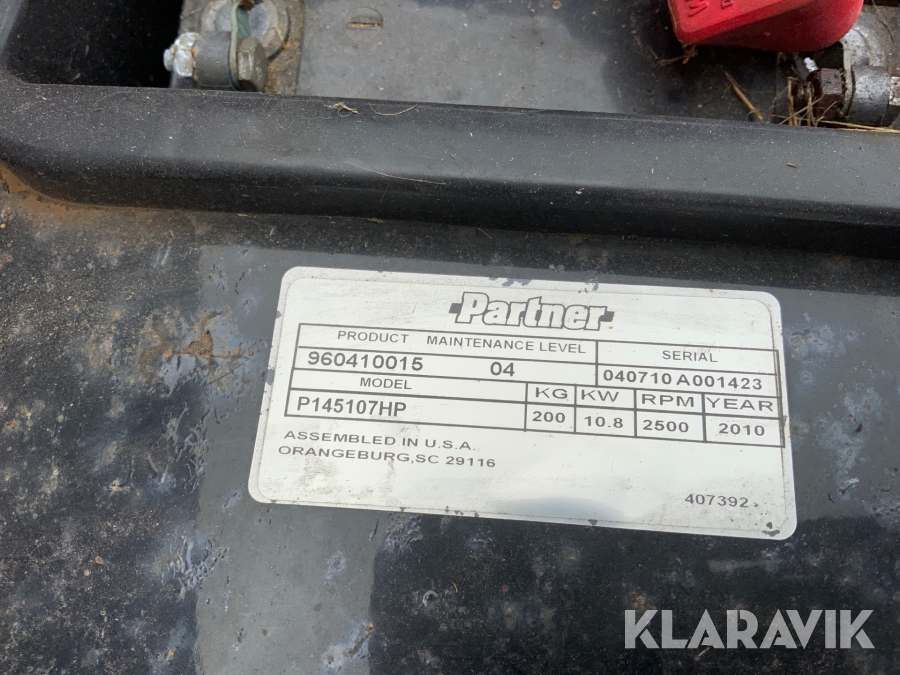 Partner
PRODUCT MAINTENANCE LEVEL SERIAL
960410015 04 040710 A001423
MODEL KG KW RPM YEAR
P145107HP 200 10.8 2500 2010
ASSEMBLED IN U.S.A.
ORANGEBURG,SC 29116
407392
KLARAVIK